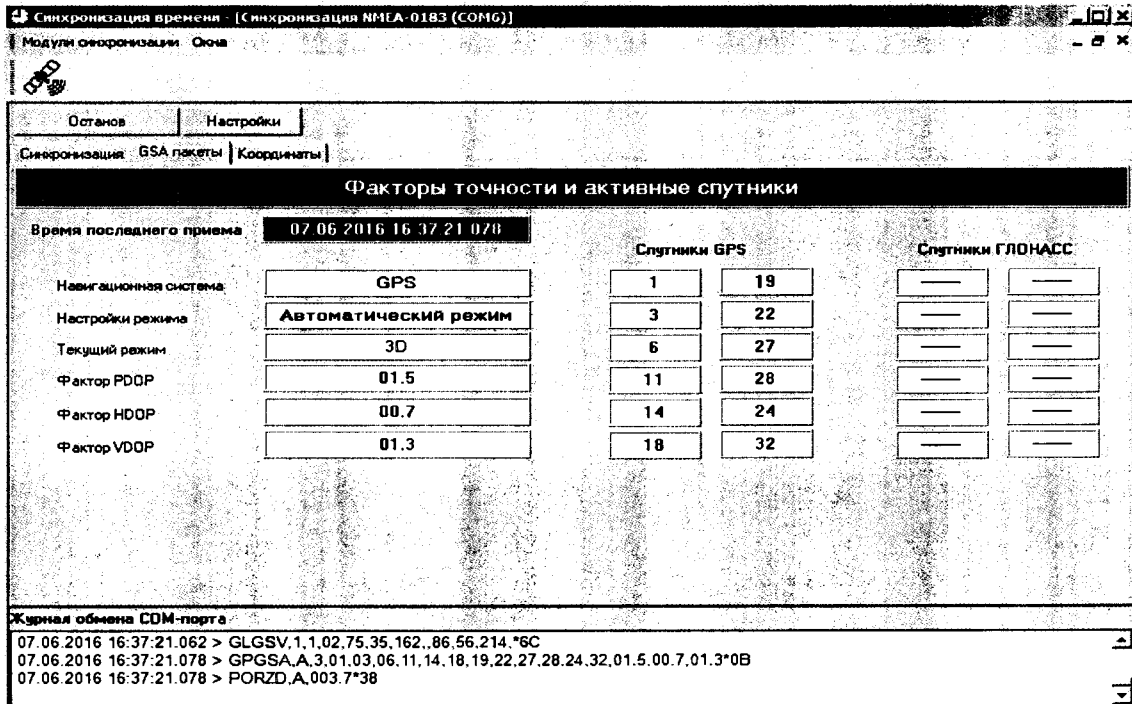 Синхронизация времени - [Синхронизация NMEA-0183 (COM6)]
Модули синхронизации Окна
Останов Настройки
Синхронизация GSA пакеты Координаты
Факторы точности и активные спутники
Время последнего приема 07.06.2016 16:37:21.078
Спутники GPS Спутники ГЛОНАСС
Навигационная система GPS 1 19 — —
Настройки режима Автоматический режим 3 22 — —
Текущий режим 3D 6 27 — —
Фактор PDOP 01.5 11 28 — —
Фактор HDOP 00.7 14 24 — —
Фактор VDOP 01.3 18 32 — —
Журнал обмена COM-порта
07.06.2016 16:37:21.062 > GLGSV,1,1,02,75,35,162,,86,56,214,*6C
07.06.2016 16:37:21.078 > GPGSA,A,3,01,03,06,11,14,18,19,22,27,28,24,32,01.5,00.7,01.3*0B
07.06.2016 16:37:21.078 > PORZD,A,003.7*38